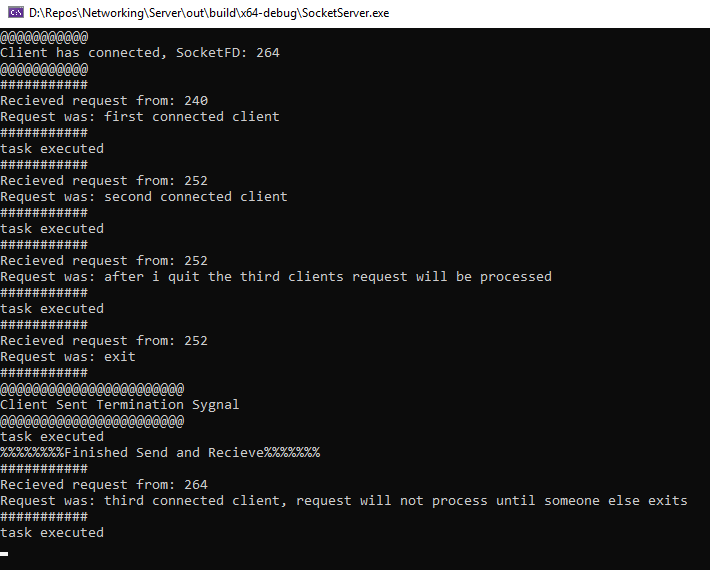 D:\Repos\Networking\Server\out\build\x64-debug\SocketServer.exe
@@@@@@@@@@@
Client has connected, SocketFD: 264
@@@@@@@@@@@
###########
Recieved request from: 240
Request was: first connected client
###########
task executed
###########
Recieved request from: 252
Request was: second connected client
###########
task executed
###########
Recieved request from: 252
Request was: after i quit the third clients request will be processed
###########
task executed
###########
Recieved request from: 252
Request was: exit
###########
@@@@@@@@@@@@@@@@@@@@@@@
Client Sent Termination Sygnal
@@@@@@@@@@@@@@@@@@@@@@@
task executed
%%%%%%%%Finished Send and Recieve%%%%%%%
###########
Recieved request from: 264
Request was: third connected client, request will not process until someone else exits
###########
task executed